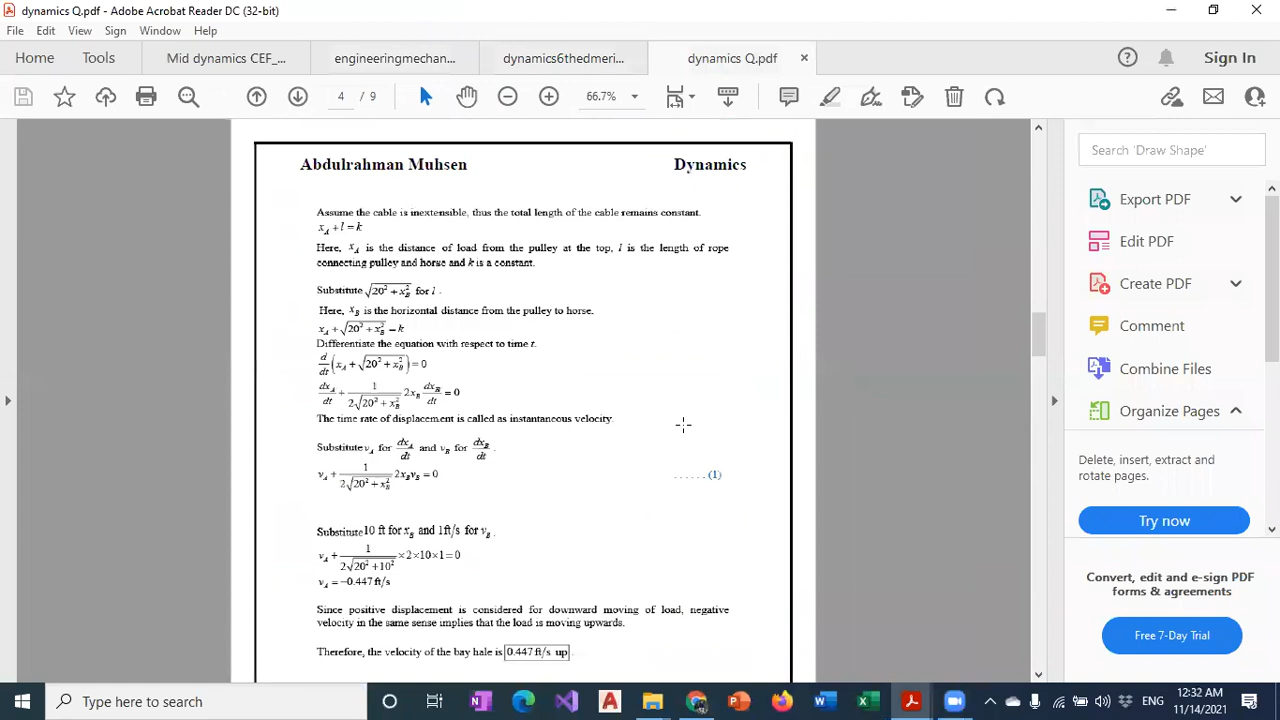 dynamics Q.pdf - Adobe Acrobat Reader DC (32-bit)
File Edit View Sign Window Help
Home Tools Mid dynamics CEF_... engineeringmechan... dynamics6thedmeri... dynamics Q.pdf × Sign In
4 / 9 66.7%
Abdulrahman Muhsen Dynamics
Assume the cable is inextensible, thus the total length of the cable remains constant.
x_A + l = k
Here, x_A is the distance of load from the pulley at the top, l is the length of rope
connecting pulley and horse and k is a constant.
Substitute √(20² + x_B²) for l .
Here, x_B is the horizontal distance from the pulley to horse.
x_A + √(20² + x_B²) = k
Differentiate the equation with respect to time t.
d/dt (x_A + √(20² + x_B²)) = 0
dx_A/dt + 1/(2√(20² + x_B²)) 2x_B dx_B/dt = 0
The time rate of displacement is called as instantaneous velocity.
Substitute v_A for dx_A/dt and v_B for dx_B/dt .
v_A + 1/(2√(20² + x_B²)) 2x_B v_B = 0 ......(1)
Substitute 10 ft for x_B and 1ft/s for v_B .
v_A + 1/(2√(20² + 10²)) ×2×10×1 = 0
v_A = −0.447 ft/s
Since positive displacement is considered for downward moving of load, negative
velocity in the same sense implies that the load is moving upwards.
Therefore, the velocity of the bay hale is 0.447 ft/s up .
Search 'Draw Shape'
Export PDF
Edit PDF
Create PDF
Comment
Combine Files
Organize Pages
Delete, insert, extract and
rotate pages.
Try now
Convert, edit and e-sign PDF
forms & agreements
Free 7-Day Trial
Type here to search
ENG
12:32 AM
11/14/2021